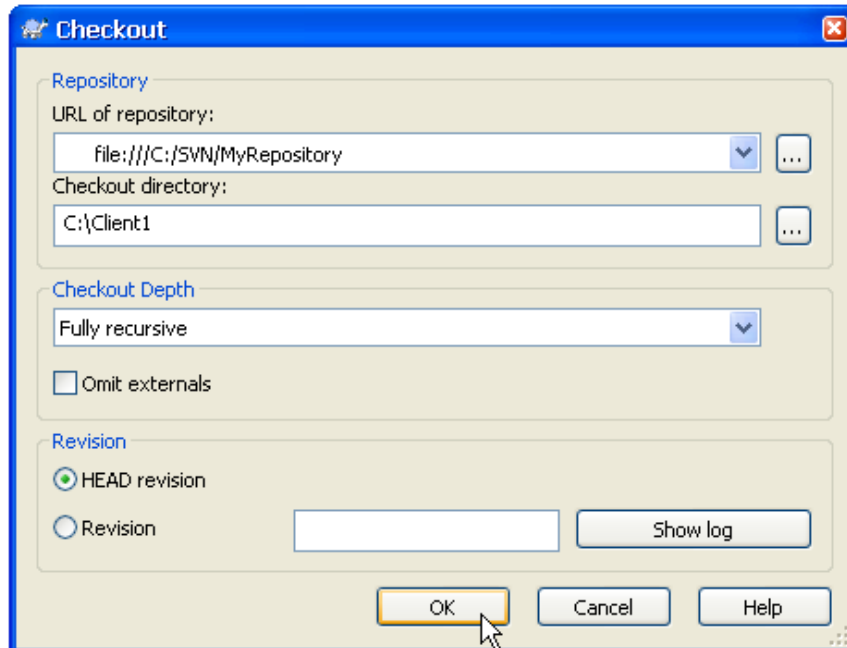 Checkout
Repository
URL of repository:
file:///C:/SVN/MyRepository
...
Checkout directory:
C:\Client1
...
Checkout Depth
Fully recursive
Omit externals
Revision
HEAD revision
Revision
Show log
OK Cancel Help